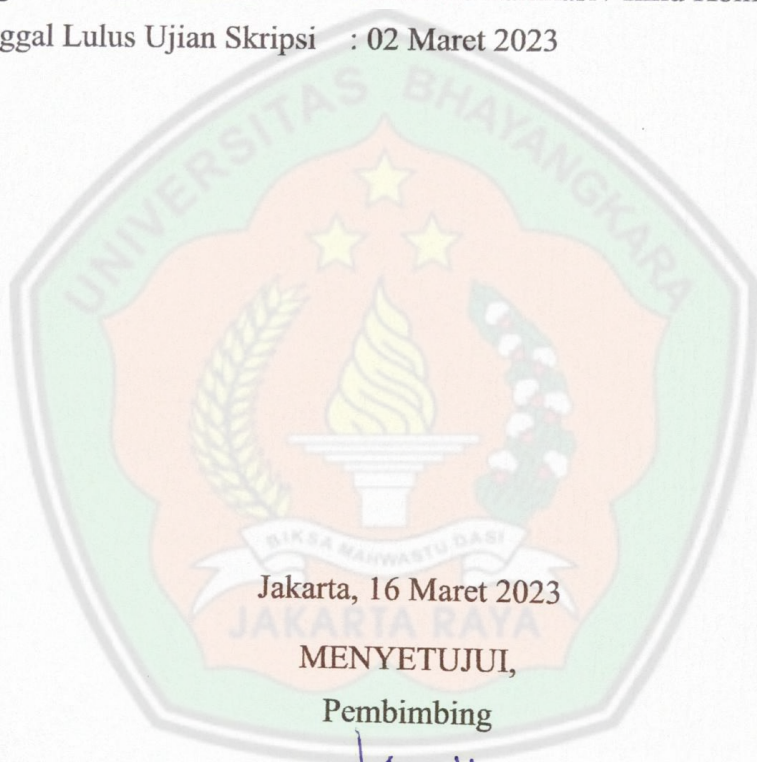 ggal Lulus Ujian Skripsi : 02 Maret 2023
UNIVERSITAS BHAYANGKARA
BIKSA MAHWASTU DASI
Jakarta, 16 Maret 2023
JAKARTA RAYA
MENYETUJUI,
Pembimbing